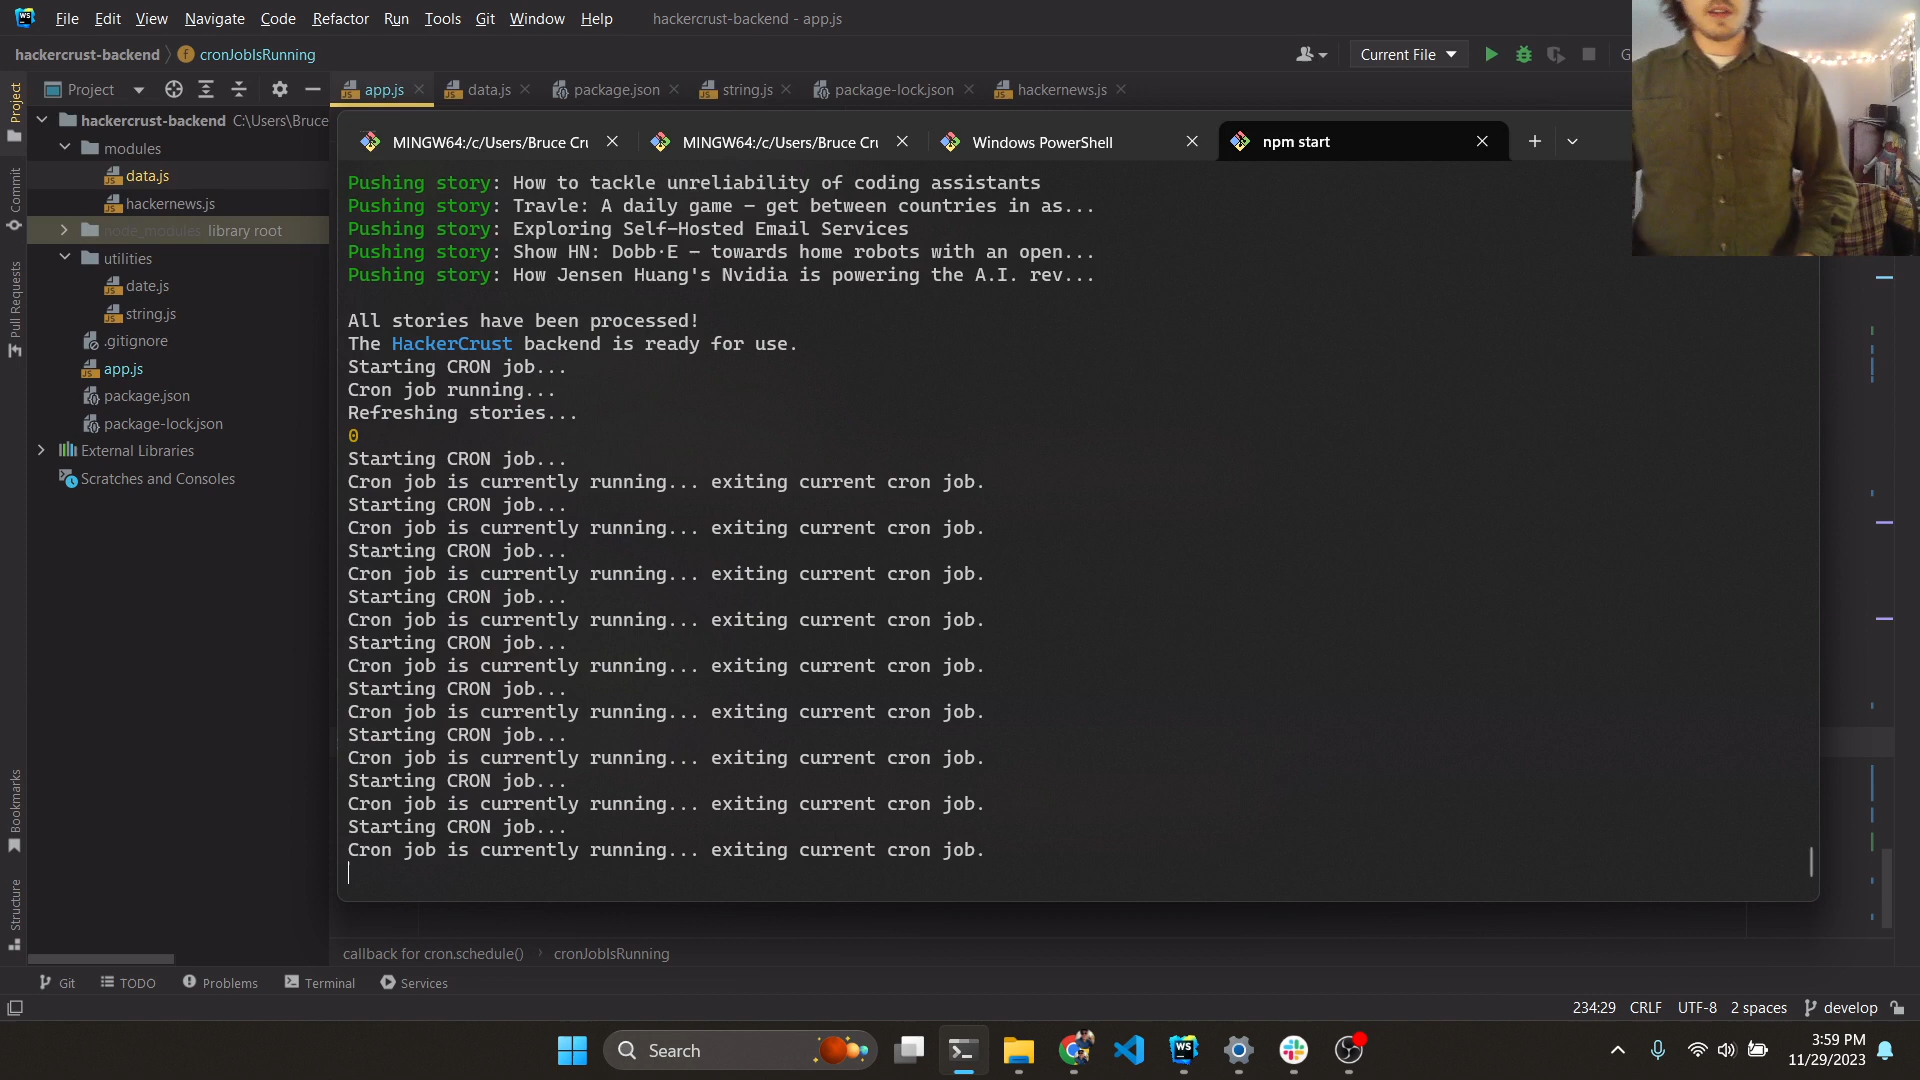 File Edit View Navigate Code Refactor Run Tools Git Window Help hackercrust-backend - app.js
hackercrust-backend cronJobIsRunning
Current File
Project
app.js data.js package.json string.js package-lock.json hackernews.js
hackercrust-backend C:\Users\Bruce
modules
data.js
hackernews.js
node_modules library root
utilities
date.js
string.js
.gitignore
app.js
package.json
package-lock.json
External Libraries
Scratches and Consoles
Project
Commit
Pull Requests
Bookmarks
Structure
MINGW64:/c/Users/Bruce Cru MINGW64:/c/Users/Bruce Cru Windows PowerShell npm start
Pushing story: How to tackle unreliability of coding assistants
Pushing story: Travle: A daily game – get between countries in as...
Pushing story: Exploring Self-Hosted Email Services
Pushing story: Show HN: Dobb·E – towards home robots with an open...
Pushing story: How Jensen Huang's Nvidia is powering the A.I. rev...
All stories have been processed!
The HackerCrust backend is ready for use.
Starting CRON job...
Cron job running...
Refreshing stories...
0
Starting CRON job...
Cron job is currently running... exiting current cron job.
Starting CRON job...
Cron job is currently running... exiting current cron job.
Starting CRON job...
Cron job is currently running... exiting current cron job.
Starting CRON job...
Cron job is currently running... exiting current cron job.
Starting CRON job...
Cron job is currently running... exiting current cron job.
Starting CRON job...
Cron job is currently running... exiting current cron job.
Starting CRON job...
Cron job is currently running... exiting current cron job.
Starting CRON job...
Cron job is currently running... exiting current cron job.
Starting CRON job...
Cron job is currently running... exiting current cron job.
callback for cron.schedule() cronJobIsRunning
Git TODO Problems Terminal Services
234:29 CRLF UTF-8 2 spaces develop
Search
3:59 PM
11/29/2023